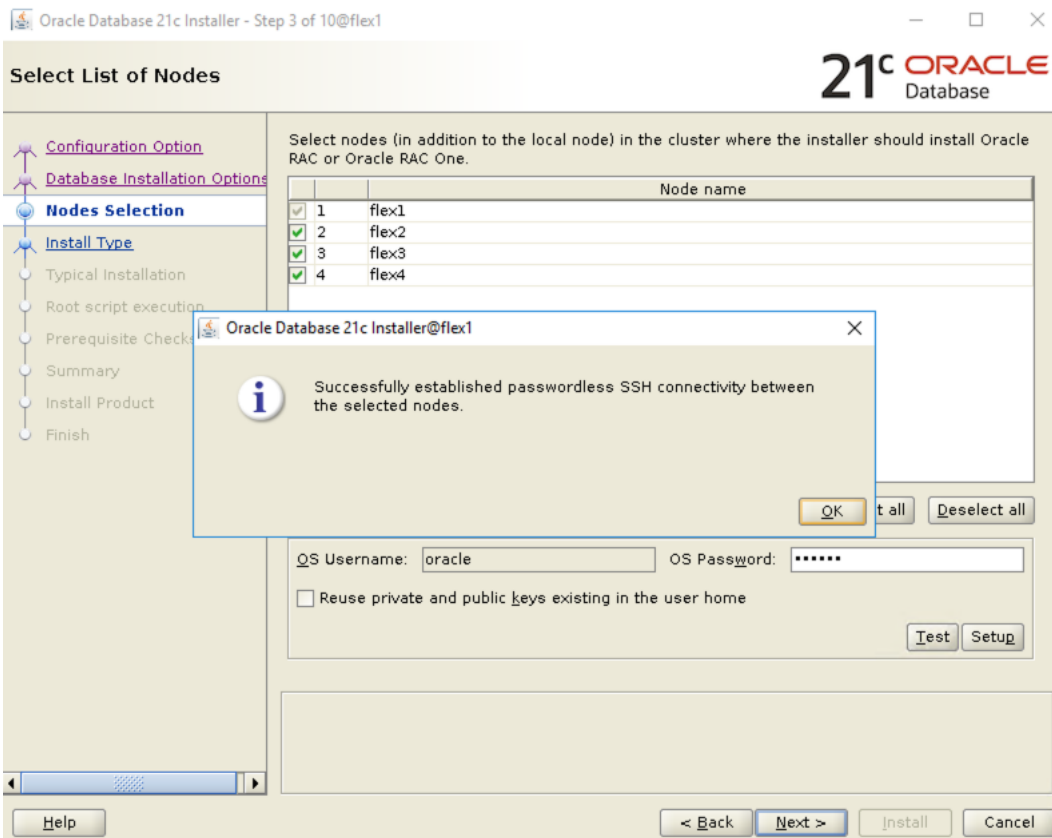 Oracle Database 21c Installer - Step 3 of 10@flex1
Select List of Nodes
21c ORACLE
Database
Configuration Option
Database Installation Options
Nodes Selection
Install Type
Typical Installation
Root script execution
Prerequisite Checks
Summary
Install Product
Finish
Select nodes (in addition to the local node) in the cluster where the installer should install Oracle
RAC or Oracle RAC One.
Node name
1 flex1
2 flex2
3 flex3
4 flex4
Oracle Database 21c Installer@flex1
Successfully established passwordless SSH connectivity between
the selected nodes.
OK
t all
Deselect all
OS Username: oracle OS Password: ••••••
Reuse private and public keys existing in the user home
Test Setup
Help < Back Next > Install Cancel